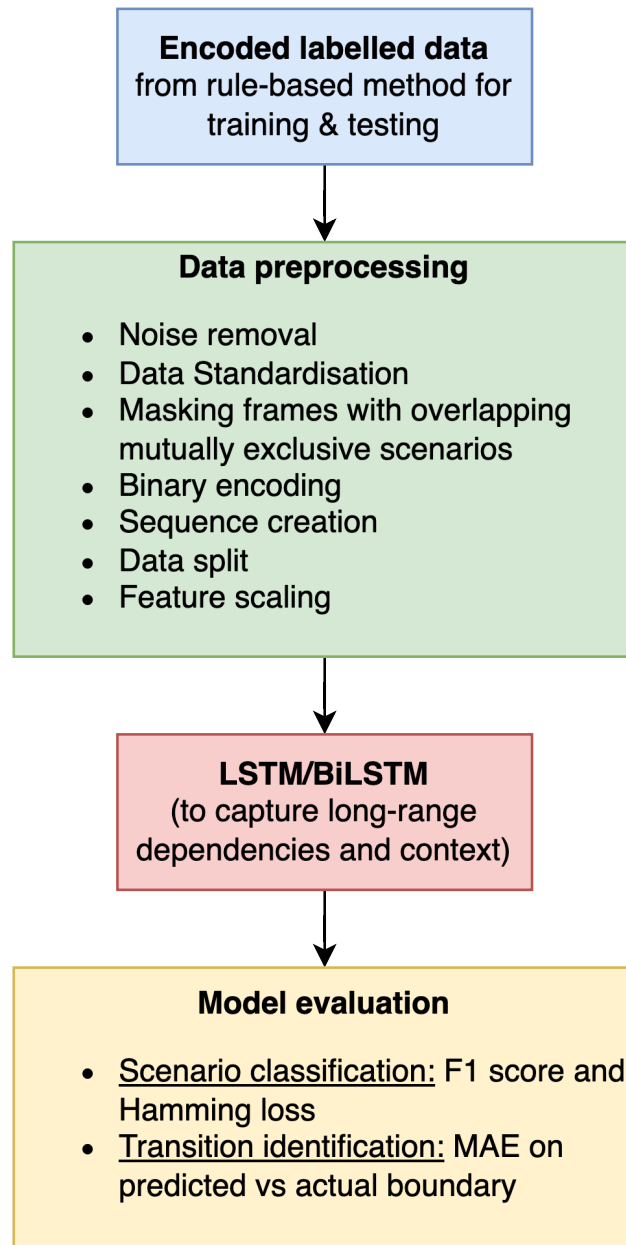 Encoded labelled data
from rule-based method for
training & testing
Data preprocessing
• Noise removal
• Data Standardisation
• Masking frames with overlapping
mutually exclusive scenarios
• Binary encoding
• Sequence creation
• Data split
• Feature scaling
LSTM/BiLSTM
(to capture long-range
dependencies and context)
Model evaluation
• Scenario classification: F1 score and
Hamming loss
• Transition identification: MAE on
predicted vs actual boundary